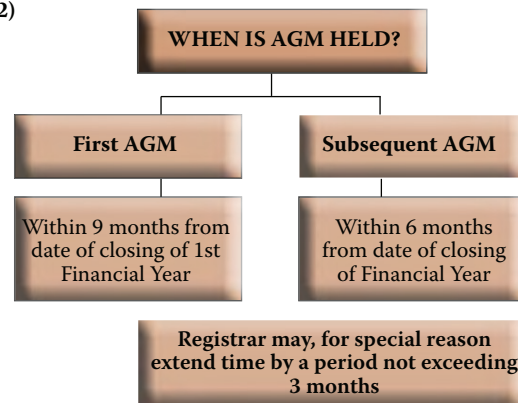 2)
WHEN IS AGM HELD?
First AGM
Subsequent AGM
Within 9 months from
date of closing of 1st
Financial Year
Within 6 months
from date of closing
of Financial Year
Registrar may, for special reason
extend time by a period not exceeding
3 months